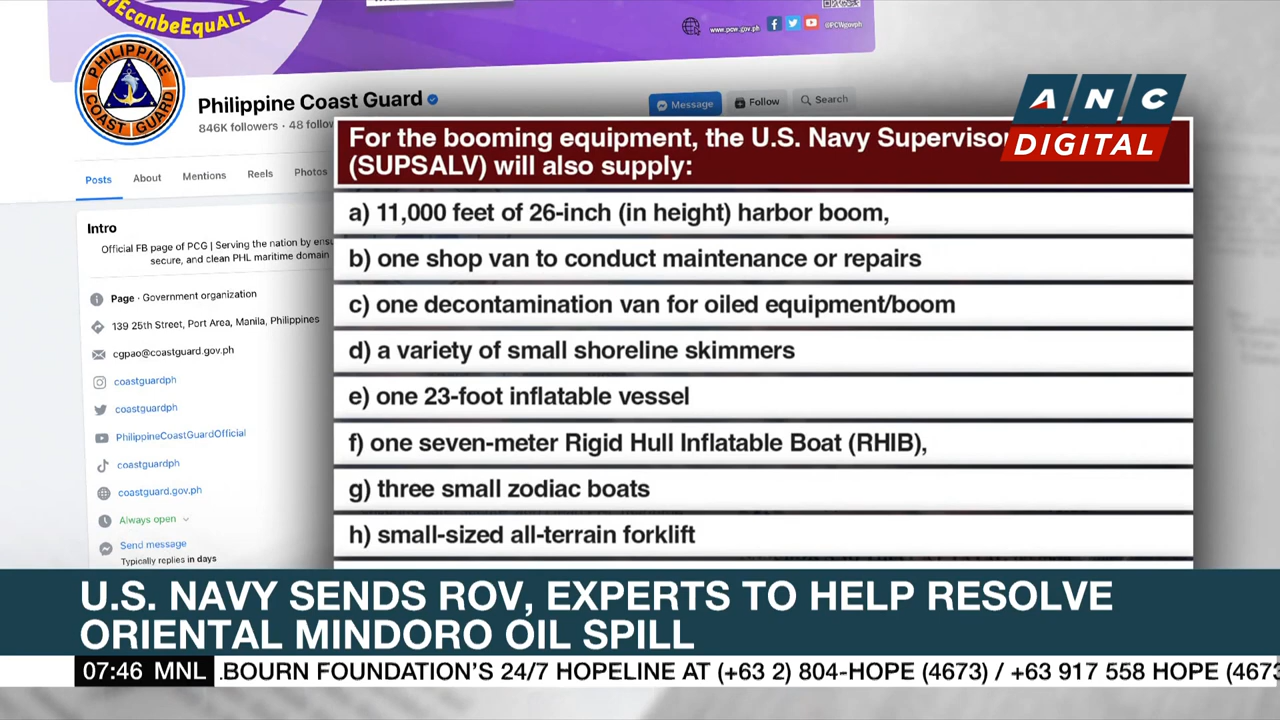 WEcanbeEquALL
www.pcw.gov.ph
@PCWgovph
PHILIPPINE
COAST GUARD
Philippine Coast Guard
846K followers · 48 follow
Message
Follow
Search
Posts
About
Mentions
Reels
Photos
Intro
Official FB page of PCG | Serving the nation by ensu
secure, and clean PHL maritime domain
Page · Government organization
139 25th Street, Port Area, Manila, Philippines
cgpao@coastguard.gov.ph
coastguardph
coastguardph
PhilippineCoastGuardOfficial
coastguardph
coastguard.gov.ph
Always open
Send message
Typically replies in days
ANC
DIGITAL
For the booming equipment, the U.S. Navy Supervisor
(SUPSALV) will also supply:
a) 11,000 feet of 26-inch (in height) harbor boom,
b) one shop van to conduct maintenance or repairs
c) one decontamination van for oiled equipment/boom
d) a variety of small shoreline skimmers
e) one 23-foot inflatable vessel
f) one seven-meter Rigid Hull Inflatable Boat (RHIB),
g) three small zodiac boats
h) small-sized all-terrain forklift
U.S. NAVY SENDS ROV, EXPERTS TO HELP RESOLVE
ORIENTAL MINDORO OIL SPILL
07:46 MNL
.BOURN FOUNDATION'S 24/7 HOPELINE AT (+63 2) 804-HOPE (4673) / +63 917 558 HOPE (4673